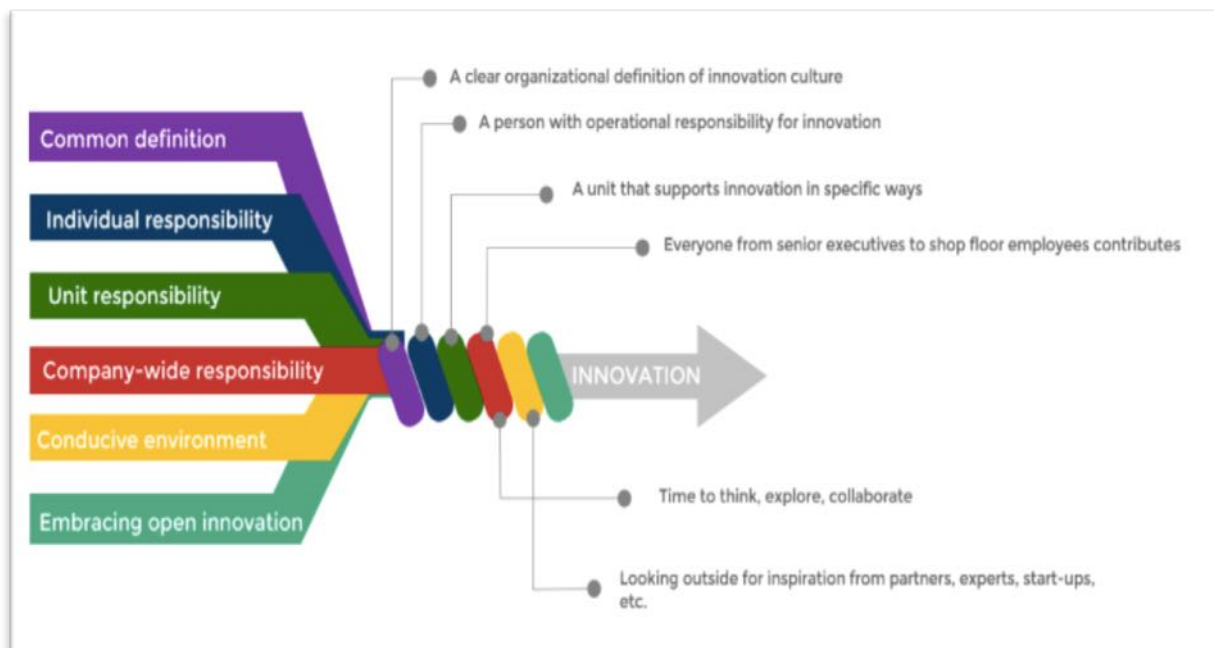 A clear organizational definition of innovation culture
A person with operational responsibility for innovation
Common definition
A unit that supports innovation in specific ways
Individual responsibility
Everyone from senior executives to shop floor employees contributes
Unit responsibility
Company-wide responsibility
INNOVATION
Conducive environment
Time to think, explore, collaborate
Embracing open innovation
Looking outside for inspiration from partners, experts, start-ups,
etc.